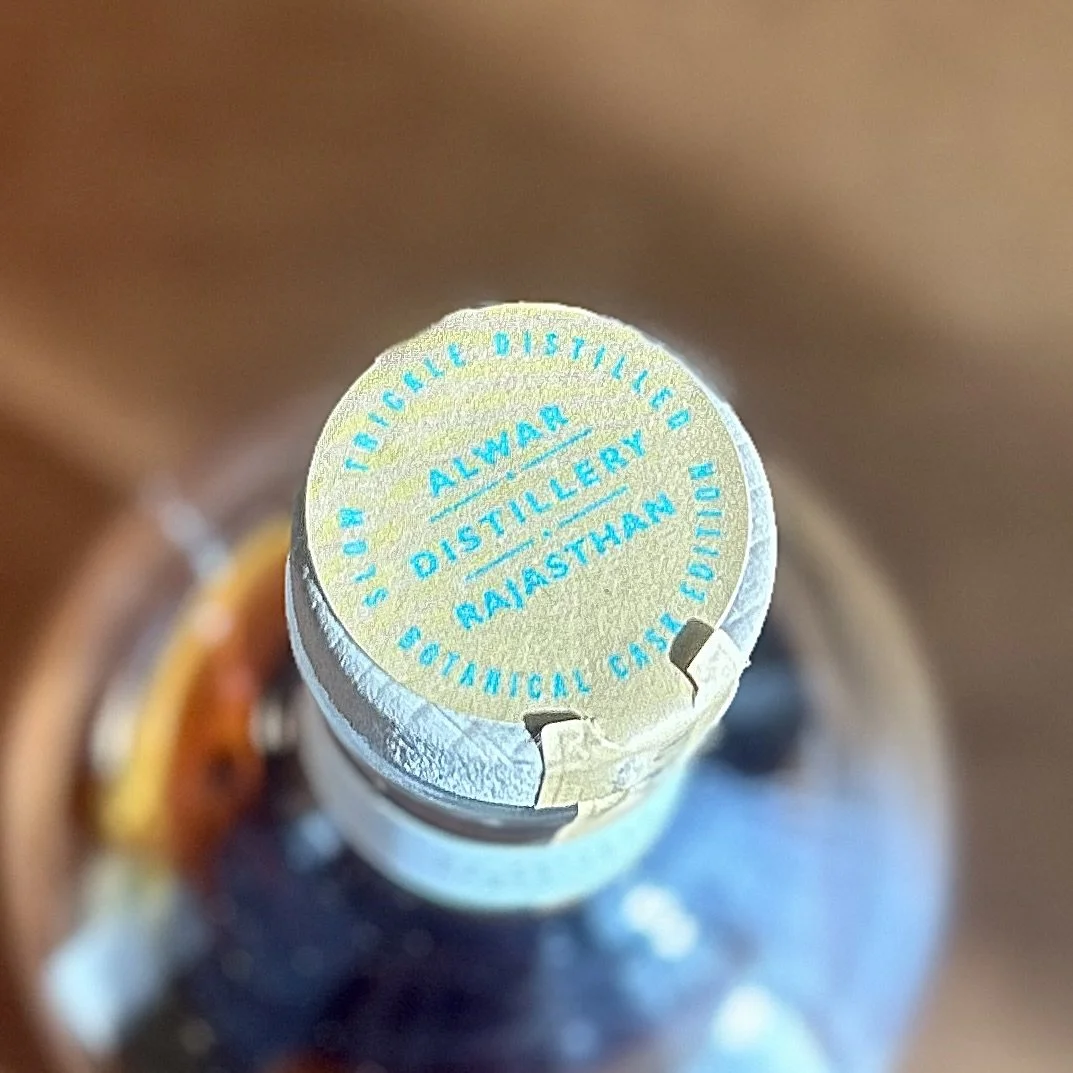 SLOW TRICKLE DISTILLED
ALWAR
DISTILLERY
RAJASTHAN
BOTANICAL CASK EDITION